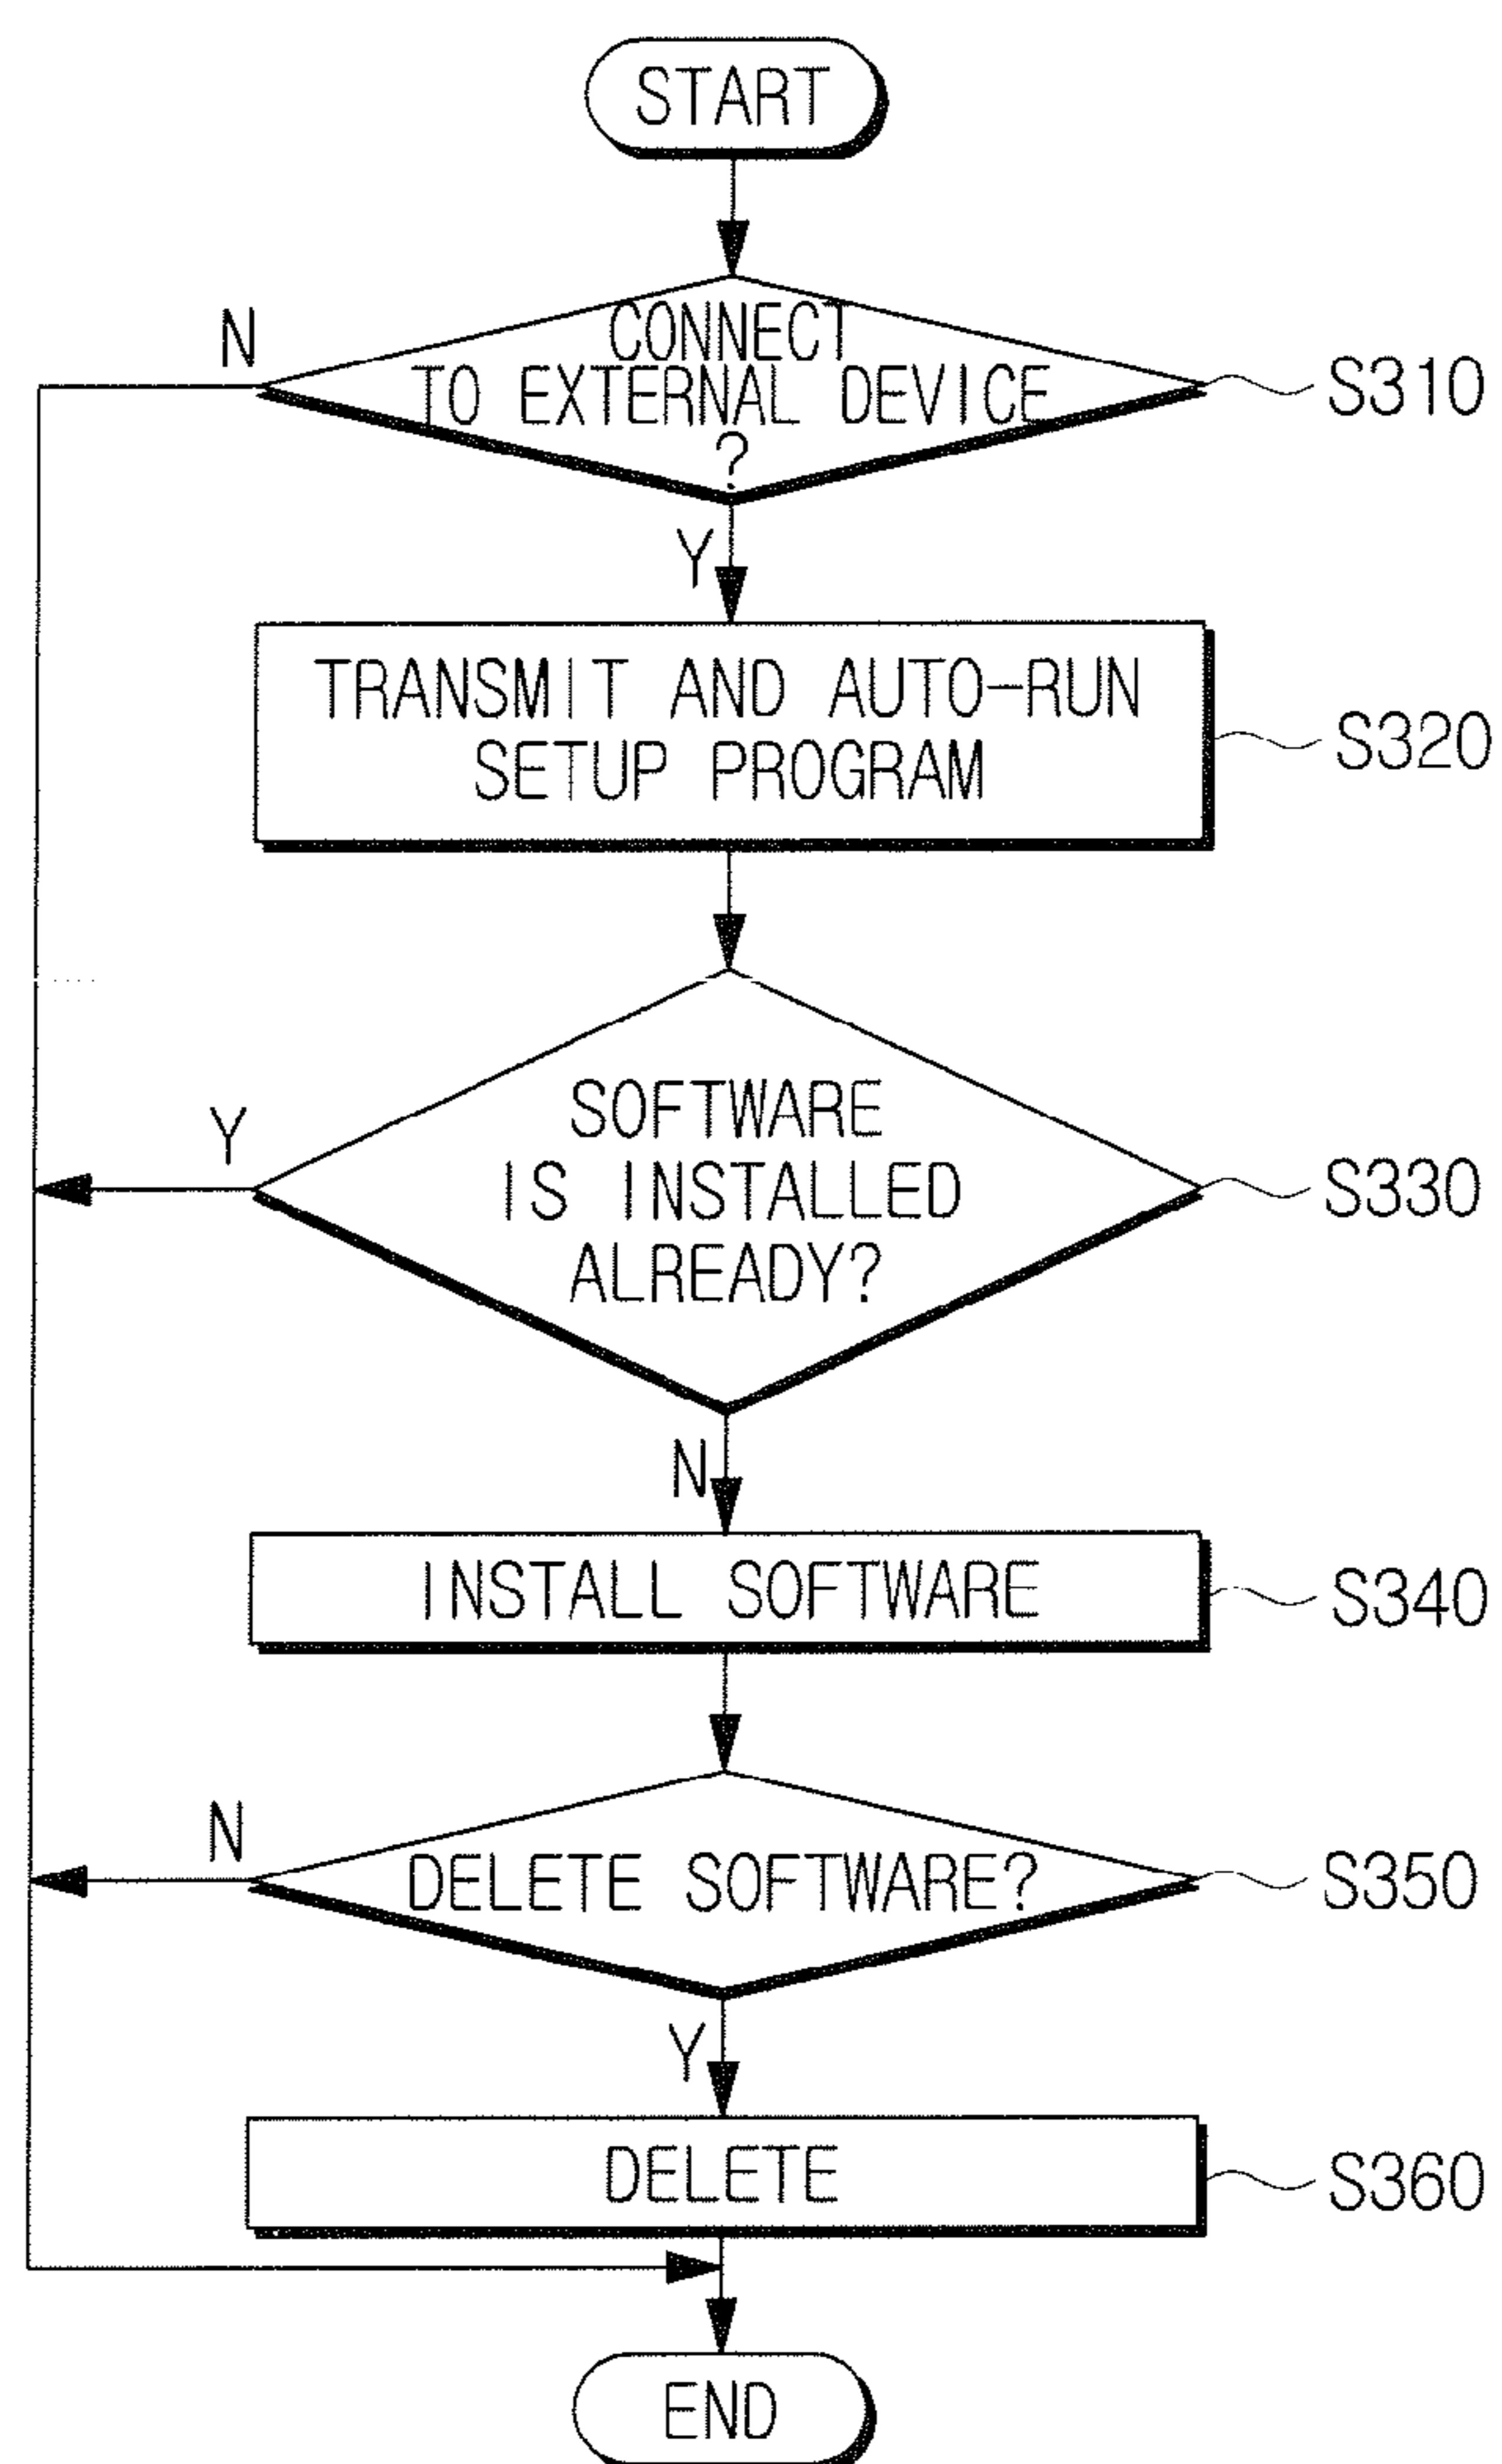 START
N
CONNECT
TO EXTERNAL DEVICE
?
S310
Y
TRANSMIT AND AUTO-RUN
SETUP PROGRAM
S320
Y
SOFTWARE
IS INSTALLED
ALREADY?
S330
N
INSTALL SOFTWARE
S340
N
DELETE SOFTWARE?
S350
Y
DELETE
S360
END